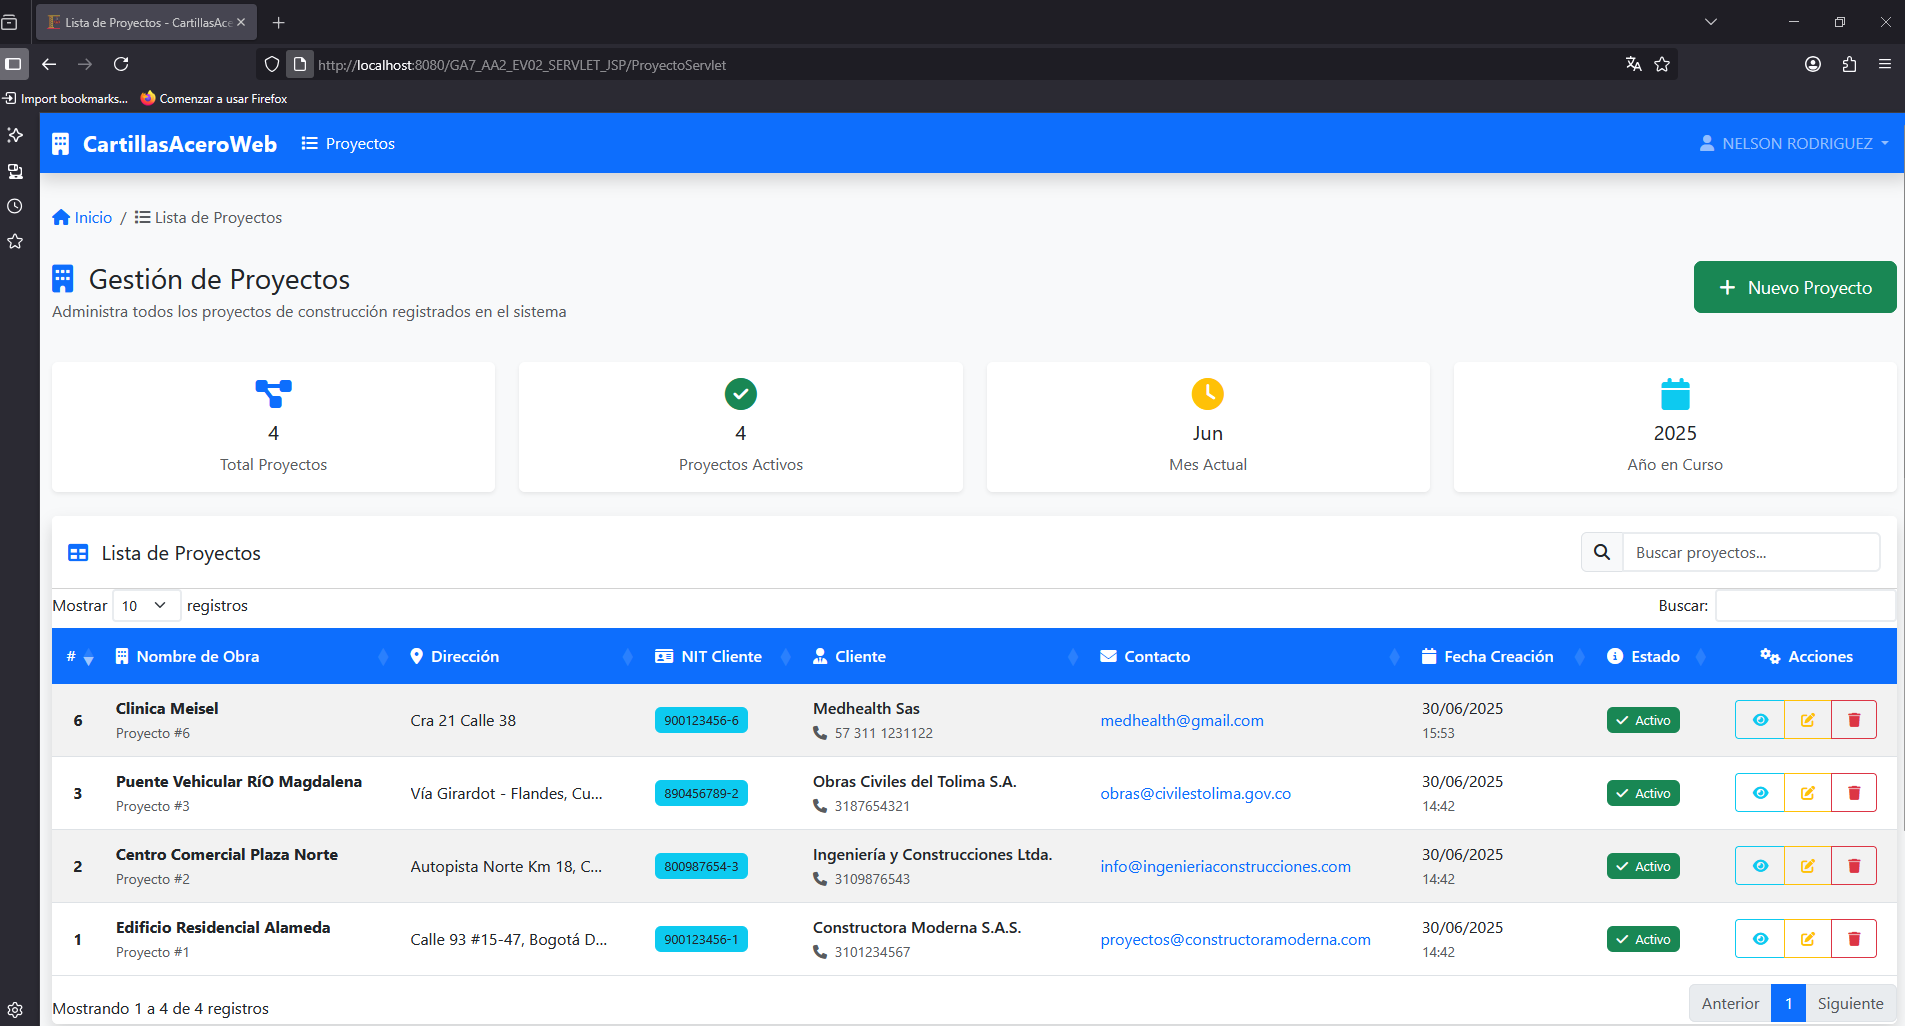 Lista de Proyectos - CartillasAce
http://localhost:8080/GA7_AA2_EV02_SERVLET_JSP/ProyectoServlet
Import bookmarks... Comenzar a usar Firefox
CartillasAceroWeb Proyectos NELSON RODRIGUEZ
Inicio / Lista de Proyectos
Gestión de Proyectos
Nuevo Proyecto
Administra todos los proyectos de construcción registrados en el sistema
4 4 Jun 2025
Total Proyectos Proyectos Activos Mes Actual Año en Curso
Lista de Proyectos Buscar proyectos...
Mostrar 10 registros Buscar:
# Nombre de Obra Dirección NIT Cliente Cliente Contacto Fecha Creación Estado Acciones
Clinica Meisel Medhealth Sas 30/06/2025
6 Cra 21 Calle 38 900123456-6 medhealth@gmail.com Activo
Proyecto #6 57 311 1231122 15:53
Puente Vehicular RíO Magdalena Obras Civiles del Tolima S.A. 30/06/2025
3 Vía Girardot - Flandes, Cu... 890456789-2 obras@civilestolima.gov.co Activo
Proyecto #3 3187654321 14:42
Centro Comercial Plaza Norte Ingeniería y Construcciones Ltda. 30/06/2025
2 Autopista Norte Km 18, C... 800987654-3 info@ingenieriaconstrucciones.com Activo
Proyecto #2 3109876543 14:42
Edificio Residencial Alameda Constructora Moderna S.A.S. 30/06/2025
1 Calle 93 #15-47, Bogotá D... 900123456-1 proyectos@constructoramoderna.com Activo
Proyecto #1 3101234567 14:42
Mostrando 1 a 4 de 4 registros Anterior 1 Siguiente